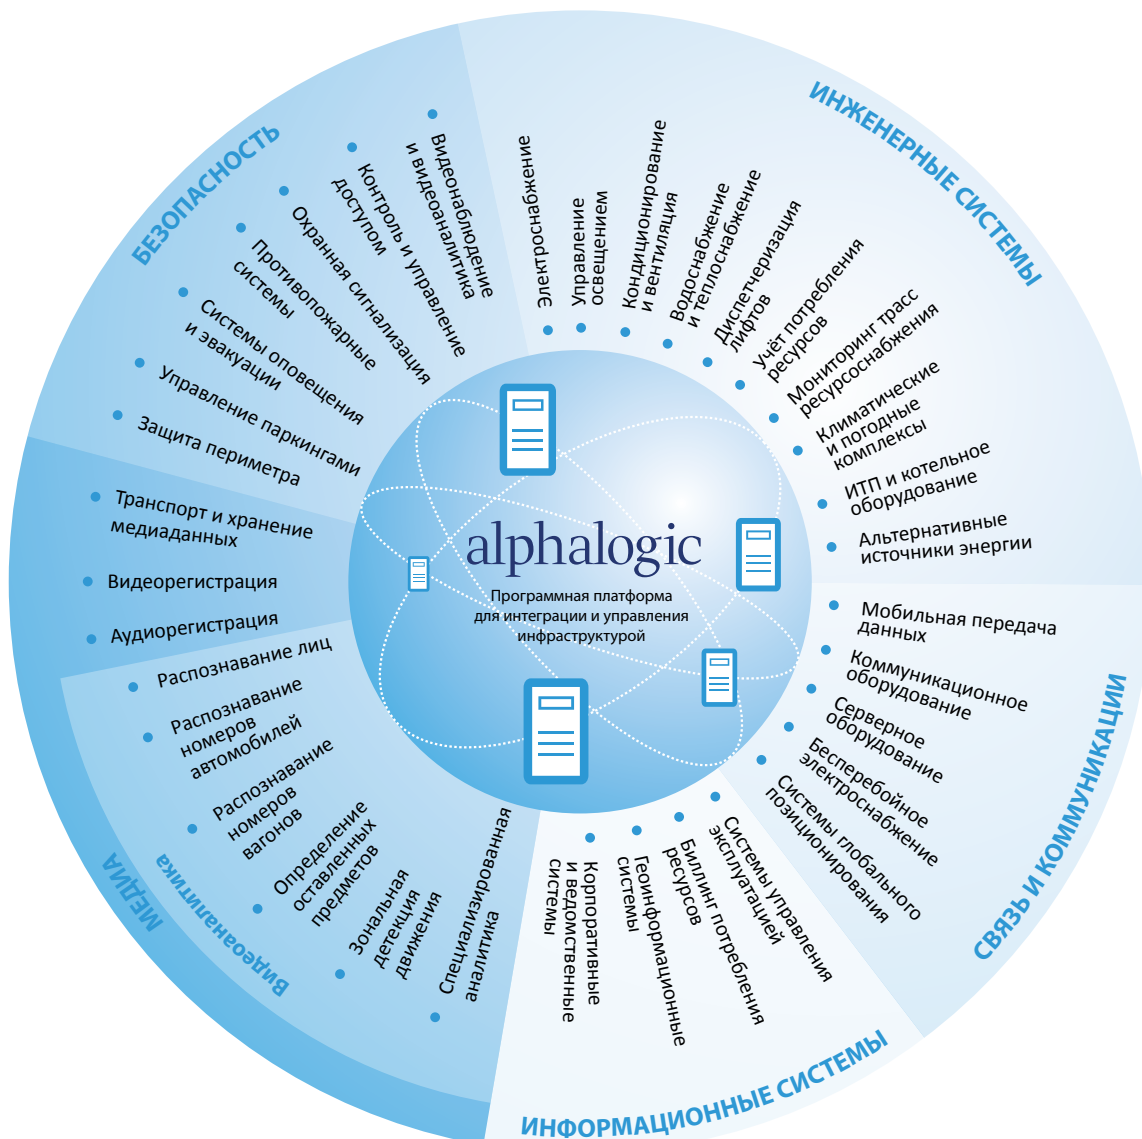 alphalogic
Программная платформа
для интеграции и управления
инфраструктурой
ИНЖЕНЕРНЫЕ СИСТЕМЫ
Электроснабжение
Управление
освещением
Кондиционирование
и вентиляция
Водоснабжение
и теплоснабжение
Диспетчеризация
лифтов
Учёт потребления
ресурсов
Мониторинг трасс
ресурсоснабжения
Климатические
и погодные
комплексы
ИТП и котельное
оборудование
Альтернативные
источники энергии
СВЯЗЬ И КОММУНИКАЦИИ
Мобильная передача
данных
Коммуникационное
оборудование
Серверное
оборудование
Бесперебойное
электроснабжение
Системы глобального
позиционирования
ИНФОРМАЦИОННЫЕ СИСТЕМЫ
Системы управления
эксплуатацией
Биллинг потребления
ресурсов
Геоинформационные
системы
Корпоративные
и ведомственные
системы
МЕДИА
Видеоаналитика
Специализированная
аналитика
Зональная
детекция
движения
Определение
оставленных
предметов
Распознавание
номеров
вагонов
Распознавание
номеров
автомобилей
Распознавание лиц
Аудиорегистрация
Видеорегистрация
Транспорт и хранение
медиаданных
БЕЗОПАСНОСТЬ
Защита периметра
Управление паркингами
Системы оповещения
и эвакуации
Противопожарные
системы
Охранная сигнализация
Контроль и управление
доступом
Видеонаблюдение
и видеоаналитика